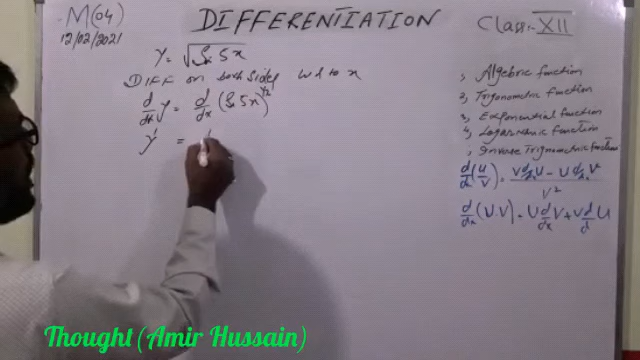 M(04)
12/02/2021
DIFFERENTIATION
Class:- XII
Y = √Sin 5x
DIFF on both sides w.r to x
d/dx y = d/dx (Sin 5x)^1/2
y' = 1
1, Algebric function
2, Trigonometric function
3, Exponential function
4, Logarithmic function
, Inverse Trigonometric function
d/dx (U/V) = V d/dx U - U d/dx V / V²
d/dx (U.V) = U d/dx V + V d/d U
Thought (Amir Hussain)